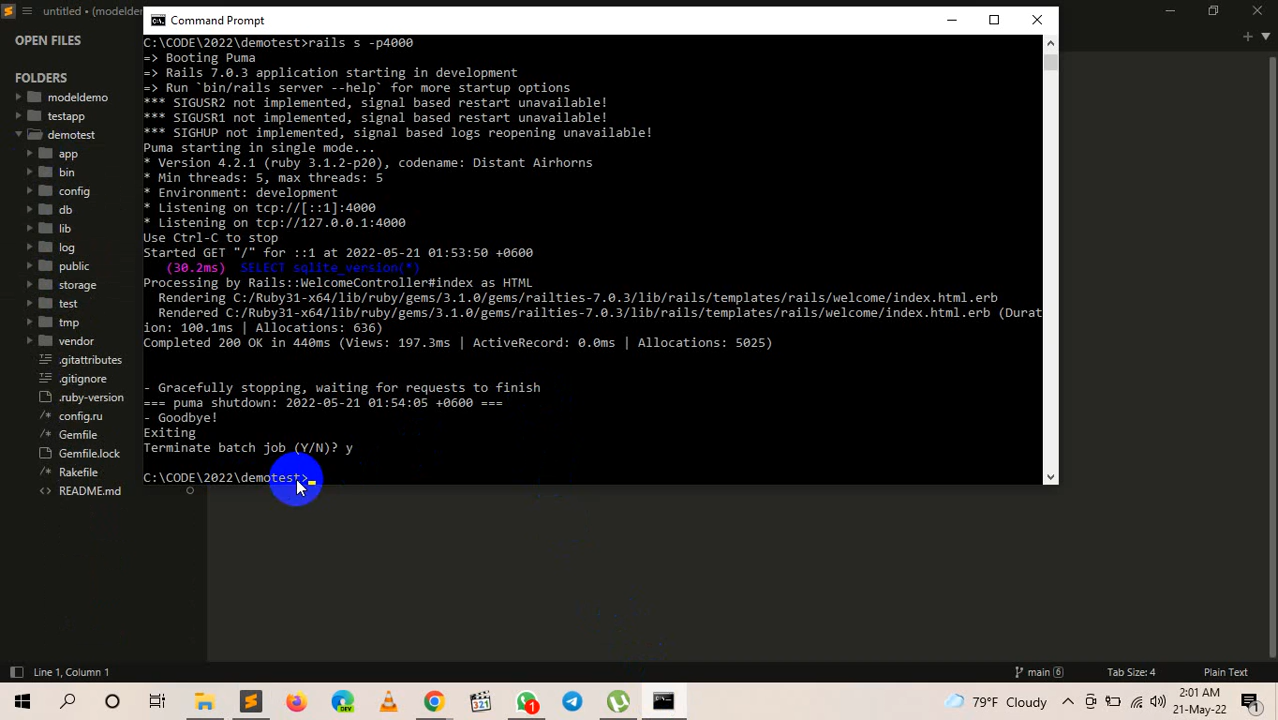 untitled • (modeldem
OPEN FILES
FOLDERS
modeldemo
testapp
demotest
app
bin
config
db
lib
log
public
storage
test
tmp
vendor
.gitattributes
.gitignore
.ruby-version
config.ru
Gemfile
Gemfile.lock
Rakefile
README.md
Command Prompt
C:\CODE\2022\demotest>rails s -p4000
=> Booting Puma
=> Rails 7.0.3 application starting in development
=> Run `bin/rails server --help` for more startup options
*** SIGUSR2 not implemented, signal based restart unavailable!
*** SIGUSR1 not implemented, signal based restart unavailable!
*** SIGHUP not implemented, signal based logs reopening unavailable!
Puma starting in single mode...
* Version 4.2.1 (ruby 3.1.2-p20), codename: Distant Airhorns
* Min threads: 5, max threads: 5
* Environment: development
* Listening on tcp://[::1]:4000
* Listening on tcp://127.0.0.1:4000
Use Ctrl-C to stop
Started GET "/" for ::1 at 2022-05-21 01:53:50 +0600
(30.2ms) SELECT sqlite_version(*)
Processing by Rails::WelcomeController#index as HTML
Rendering C:/Ruby31-x64/lib/ruby/gems/3.1.0/gems/railties-7.0.3/lib/rails/templates/rails/welcome/index.html.erb
Rendered C:/Ruby31-x64/lib/ruby/gems/3.1.0/gems/railties-7.0.3/lib/rails/templates/rails/welcome/index.html.erb (Durat
ion: 100.1ms | Allocations: 636)
Completed 200 OK in 440ms (Views: 197.3ms | ActiveRecord: 0.0ms | Allocations: 5025)
- Gracefully stopping, waiting for requests to finish
=== puma shutdown: 2022-05-21 01:54:05 +0600 ===
- Goodbye!
Exiting
Terminate batch job (Y/N)? y
C:\CODE\2022\demotest>
Line 1, Column 1
main 6
Tab Size: 4
Plain Text
DEV
321
1
79°F Cloudy
2:01 AM
21-May-22
1